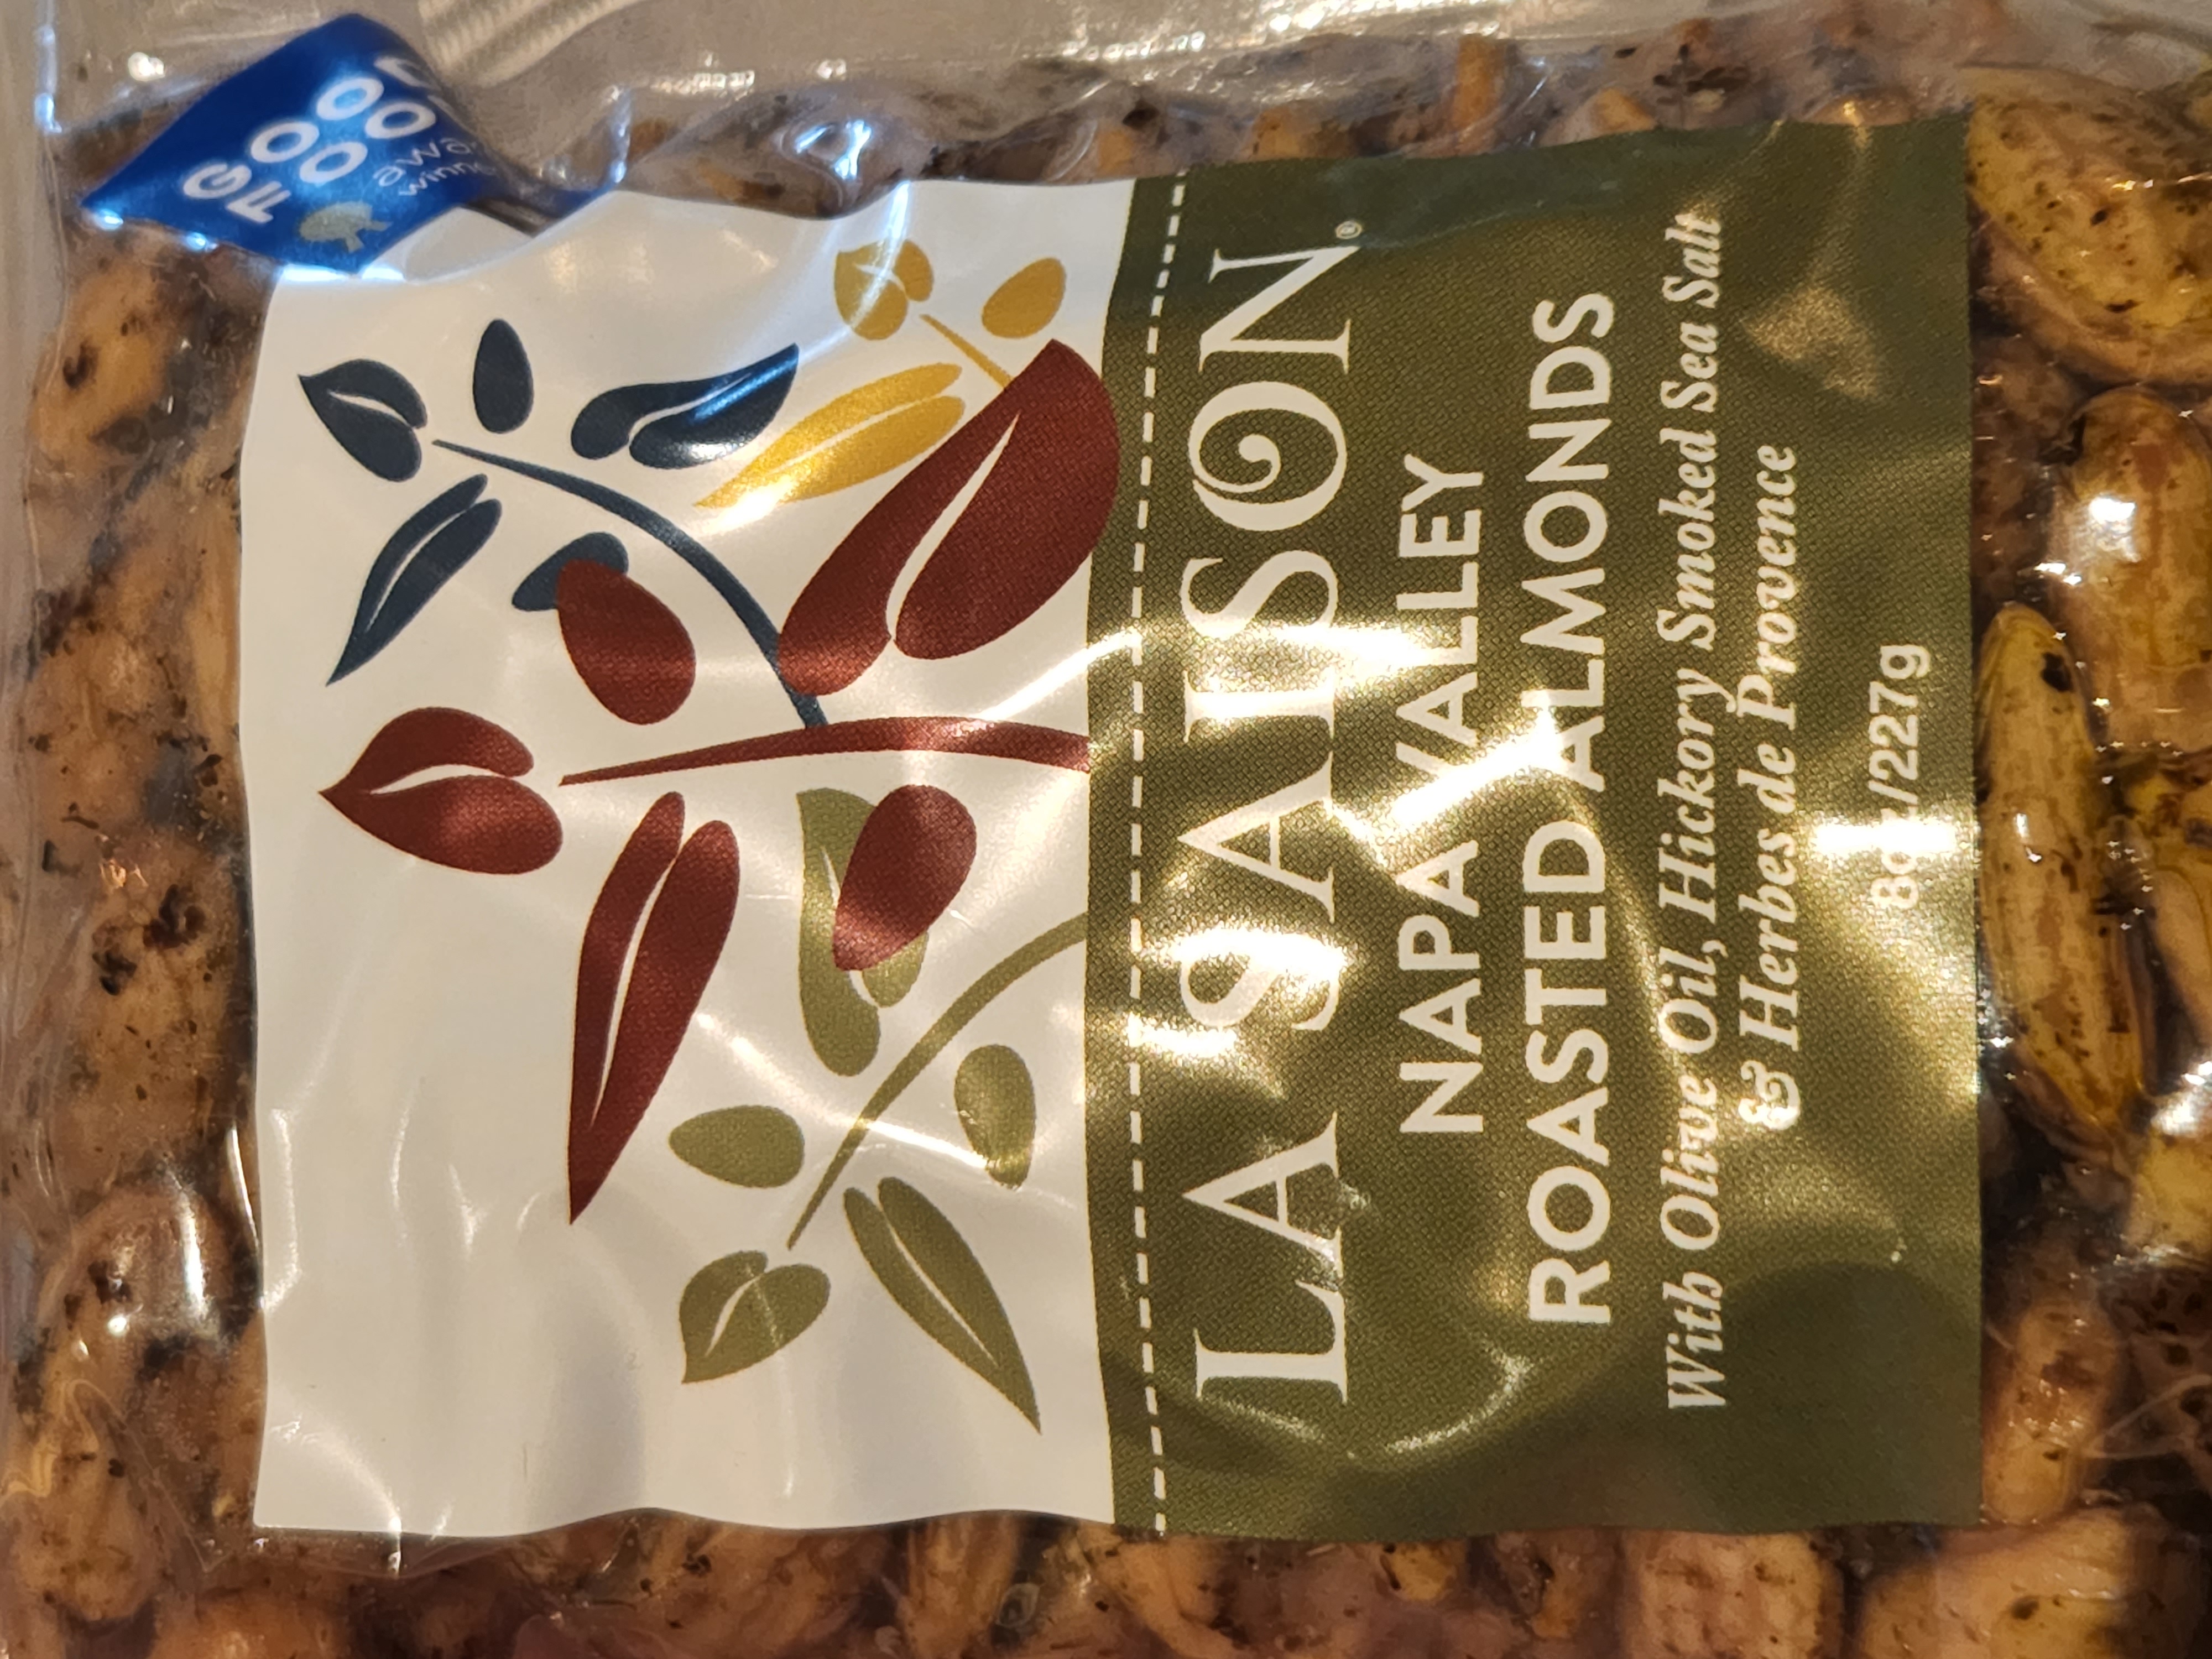 GOOD
FOOD
LA SAISON®
NAPA VALLEY
ROASTED ALMONDS
With Olive Oil, Hickory Smoked Sea Salt
& Herbes de Provence
/227g